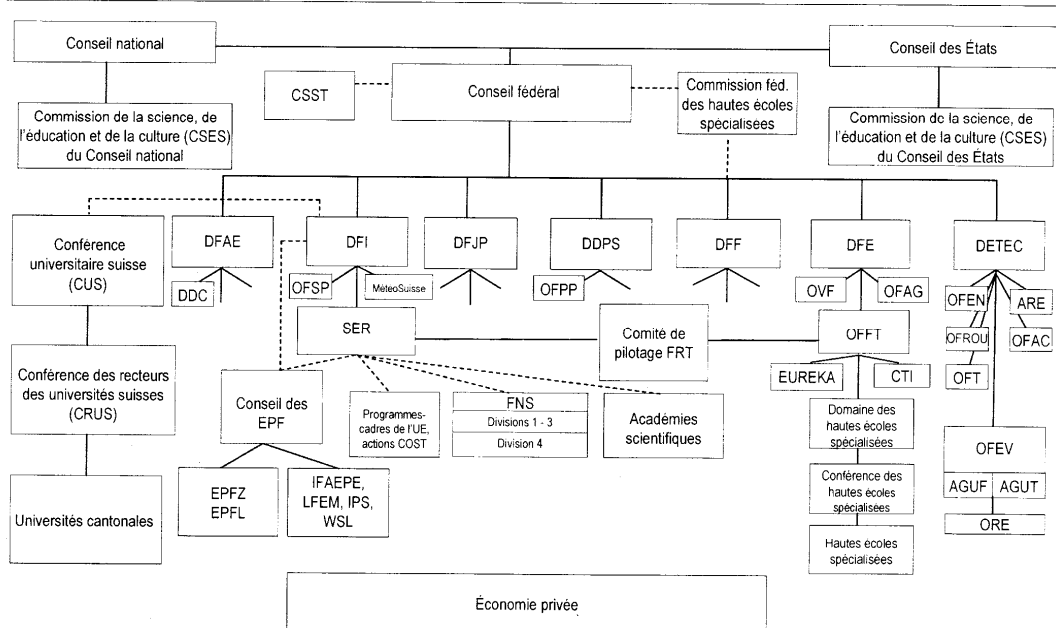 Conseil national
Conseil des États
CSST
Conseil fédéral
Commission féd.
des hautes écoles
spécialisées
Commission de la science, de
l'éducation et de la culture (CSES)
du Conseil national
Commission de la science, de
l'éducation et de la culture (CSES)
du Conseil des États
Conférence
universitaire suisse
(CUS)
DFAE
DFI
DFJP
DDPS
DFF
DFE
DETEC
DDC
OFSP
MétéoSuisse
OFPP
OVF
OFAG
OFEN
ARE
SER
Comité de
pilotage FRT
OFFT
OFROU
OFAC
Conférence des recteurs
des universités suisses
(CRUS)
EUREKA
CTI
OFT
Conseil des
EPF
Programmes-
cadres de l'UE,
actions COST
FNS
Divisions 1 - 3
Division 4
Académies
scientifiques
Domaine des
hautes écoles
spécialisées
OFEV
AGUF
AGUT
ORE
Universités cantonales
EPFZ
EPFL
IFAEPE,
LFEM, IPS,
WSL
Conférence des
hautes écoles
spécialisées
Hautes écoles
spécialisées
Économie privée